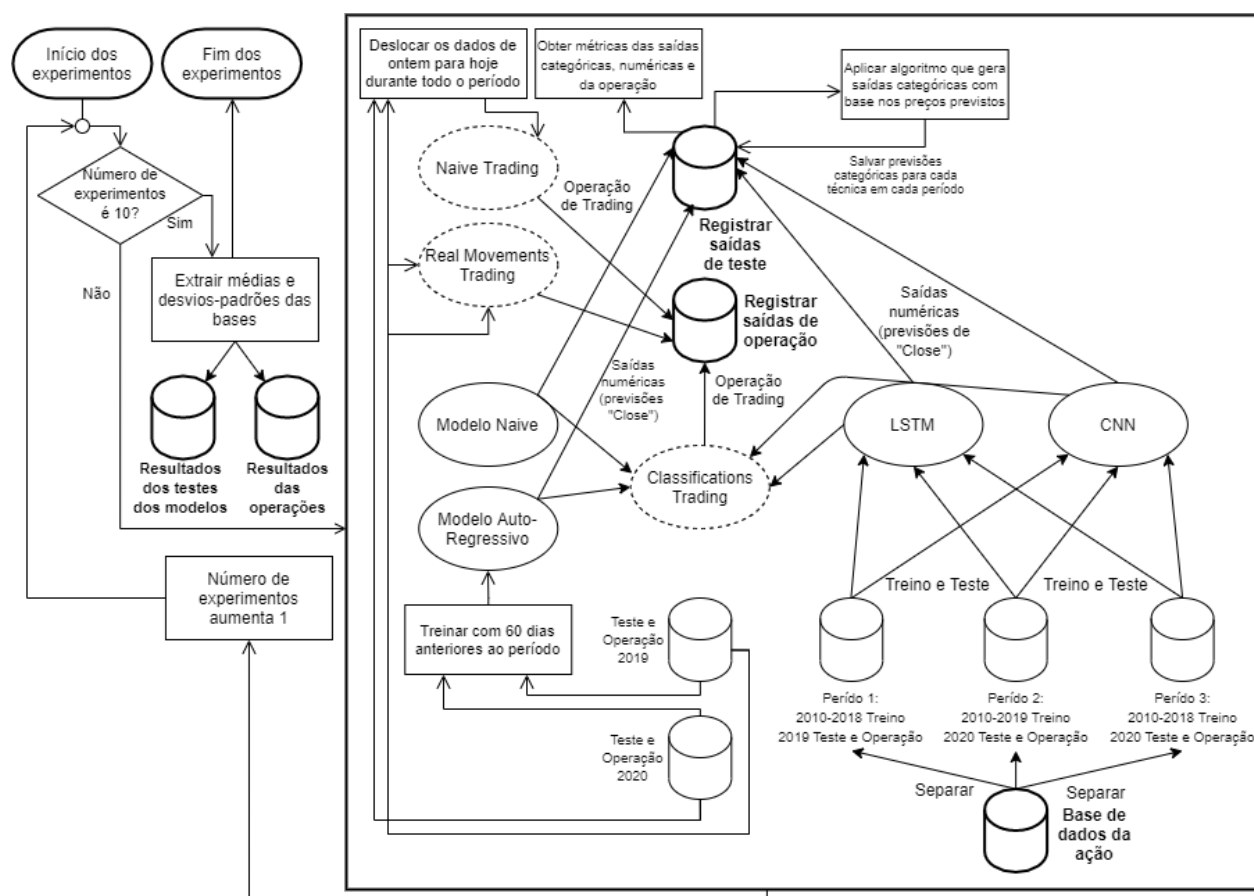 Início dos
experimentos
Fim dos
experimentos
Número de
experimentos
é 10?
Sim
Não
Extrair médias e
desvios-padrões das
bases
Resultados
dos testes
dos modelos
Resultados
das
operações
Número de
experimentos
aumenta 1
Deslocar os dados de
ontem para hoje
durante todo o período
Obter métricas das saídas
categóricas, numéricas e
da operação
Aplicar algoritmo que gera
saídas categóricas com
base nos preços previstos
Salvar previsões
categóricas para cada
técnica em cada período
Naive Trading
Operação
de Trading
Registrar
saídas
de teste
Real Movements
Trading
Registrar
saídas de
operação
Saídas
numéricas
(previsões de
"Close")
Saídas
numéricas
(previsões
"Close")
Operação
de Trading
Modelo Naive
LSTM
CNN
Classifications
Trading
Modelo Auto-
Regressivo
Treino e Teste
Treino e Teste
Treinar com 60 dias
anteriores ao período
Teste e
Operação
2019
Teste e
Operação
2020
Perído 1:
2010-2018 Treino
2019 Teste e Operação
Perído 2:
2010-2019 Treino
2020 Teste e Operação
Perído 3:
2010-2018 Treino
2020 Teste e Operação
Separar
Separar
Base de
dados da
ação